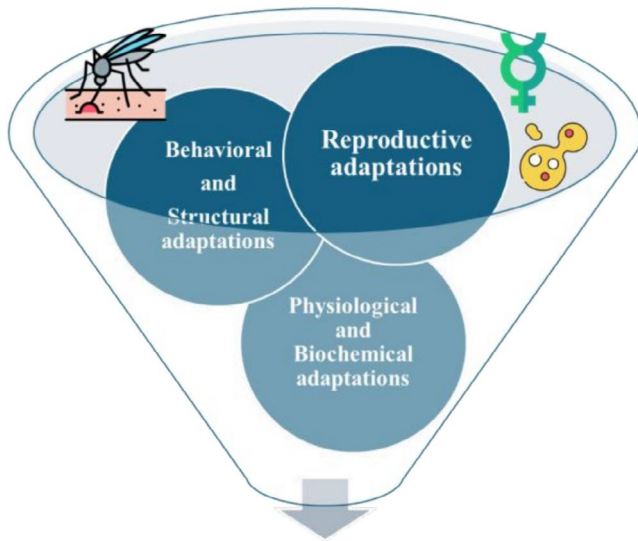 Behavioral
and
Structural
adaptations
Reproductive
adaptations
Physiological
and
Biochemical
adaptations